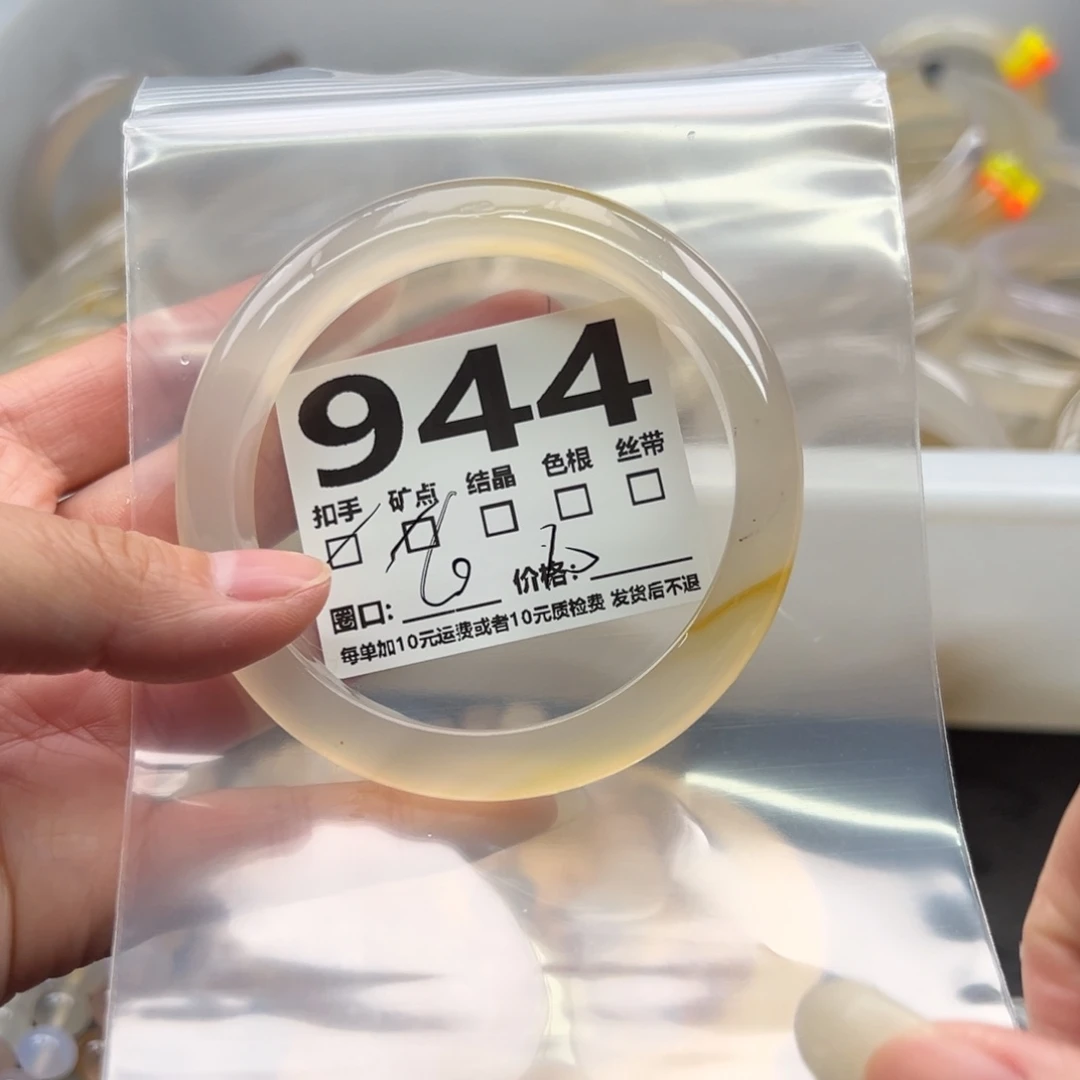 944
扣手 矿点 结晶 色根 丝带
圈口: 价格:
每单加10元运费或者10元质检费 发货后不退